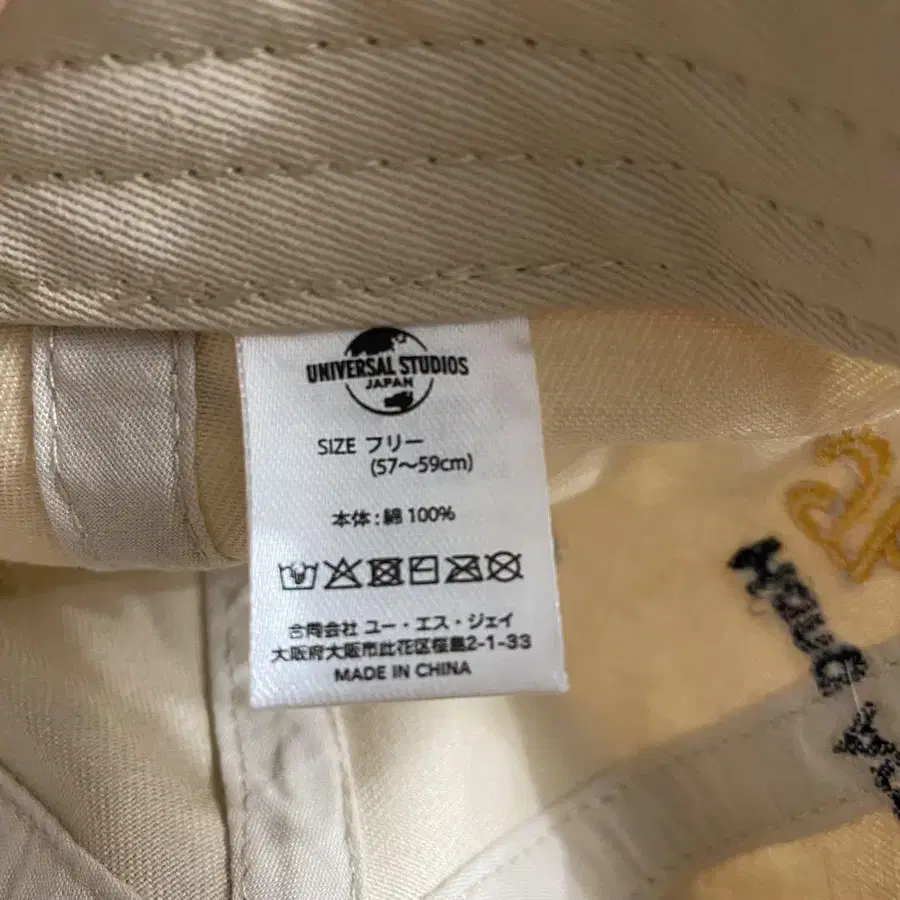 UNIVERSAL STUDIOS
JAPAN
SIZE フリー
(57～59cm)
本体：綿 100%
合同会社 ユー・エス・ジェイ
大阪府大阪市此花区桜島2-1-33
MADE IN CHINA